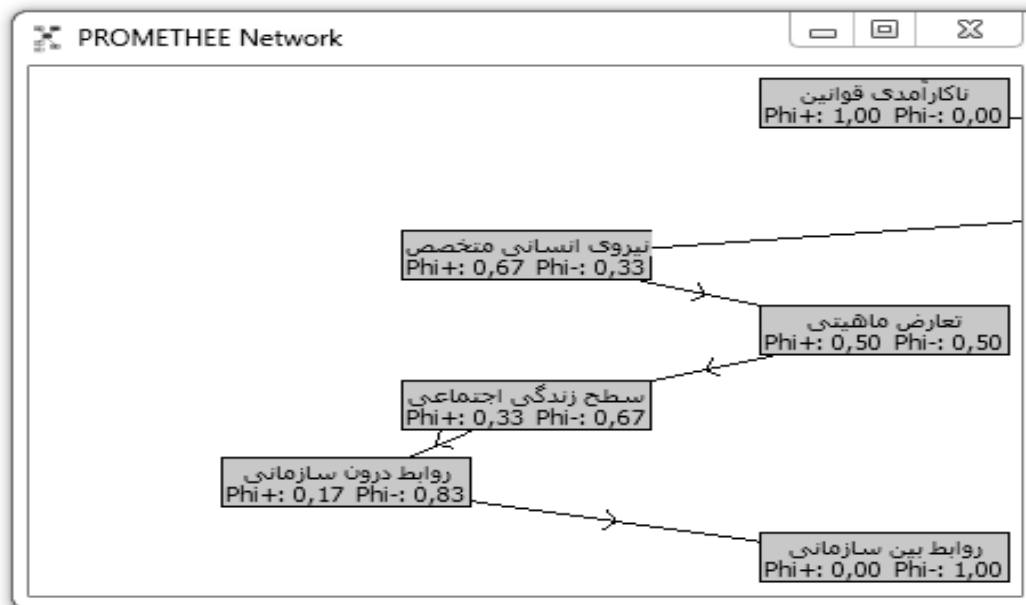 PROMETHEE Network
ناکارآمدی قوانین
Phi+: 1,00 Phi-: 0,00
نیروی انسانی متخصص
Phi+: 0,67 Phi-: 0,33
تعارض ماهیتی
Phi+: 0,50 Phi-: 0,50
سطح زندگی اجتماعی
Phi+: 0,33 Phi-: 0,67
روابط درون سازمانی
Phi+: 0,17 Phi-: 0,83
روابط بین سازمانی
Phi+: 0,00 Phi-: 1,00